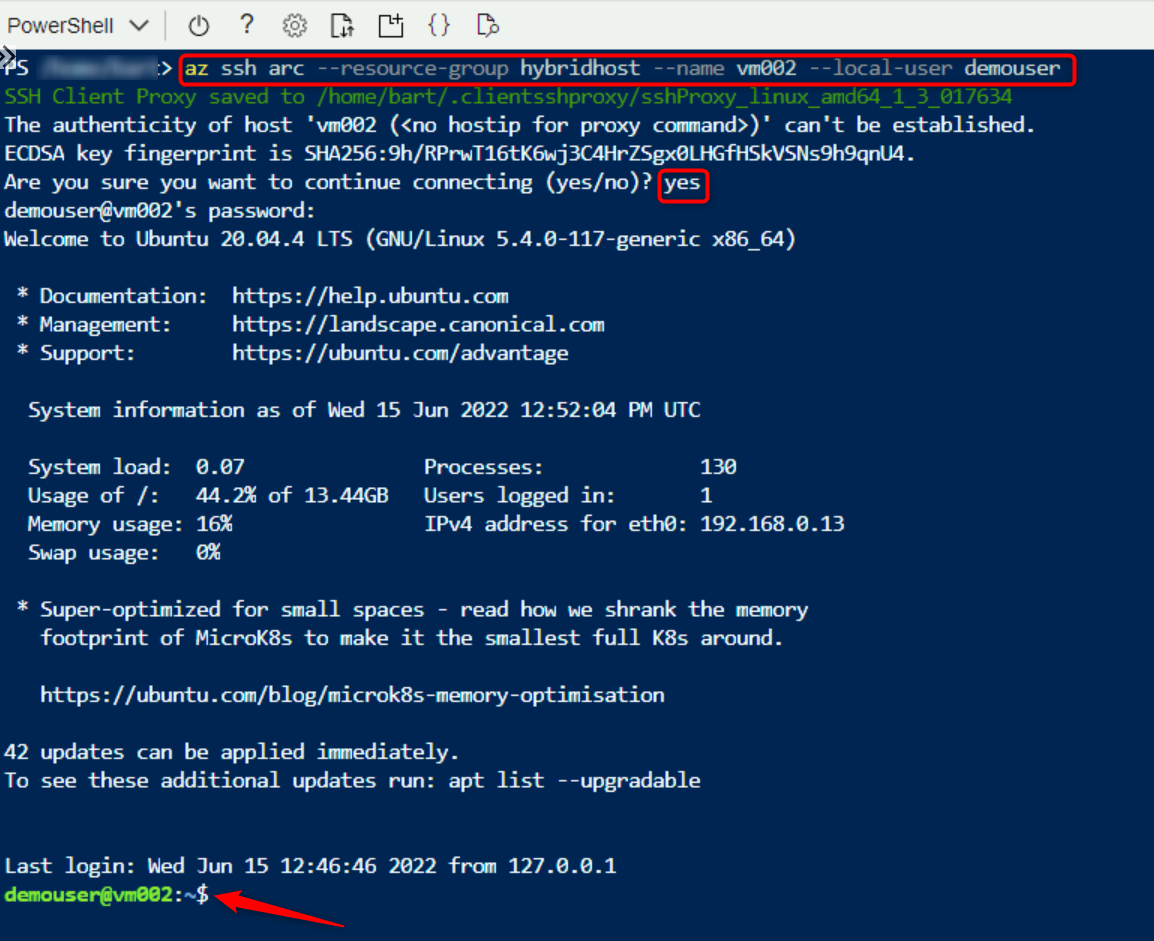 PowerShell
PS > az ssh arc --resource-group hybridhost --name vm002 --local-user demouser
SSH Client Proxy saved to /home/bart/.clientsshproxy/sshProxy_linux_amd64_1_3_017634
The authenticity of host 'vm002 (<no hostip for proxy command>)' can't be established.
ECDSA key fingerprint is SHA256:9h/RPrwT16tK6wj3C4HrZSgx0LHGfHSkVSNs9h9qnU4.
Are you sure you want to continue connecting (yes/no)? yes
demouser@vm002's password:
Welcome to Ubuntu 20.04.4 LTS (GNU/Linux 5.4.0-117-generic x86_64)
* Documentation: https://help.ubuntu.com
* Management: https://landscape.canonical.com
* Support: https://ubuntu.com/advantage
System information as of Wed 15 Jun 2022 12:52:04 PM UTC
System load: 0.07 Processes: 130
Usage of /: 44.2% of 13.44GB Users logged in: 1
Memory usage: 16% IPv4 address for eth0: 192.168.0.13
Swap usage: 0%
* Super-optimized for small spaces - read how we shrank the memory
footprint of MicroK8s to make it the smallest full K8s around.
https://ubuntu.com/blog/microk8s-memory-optimisation
42 updates can be applied immediately.
To see these additional updates run: apt list --upgradable
Last login: Wed Jun 15 12:46:46 2022 from 127.0.0.1
demouser@vm002:~$